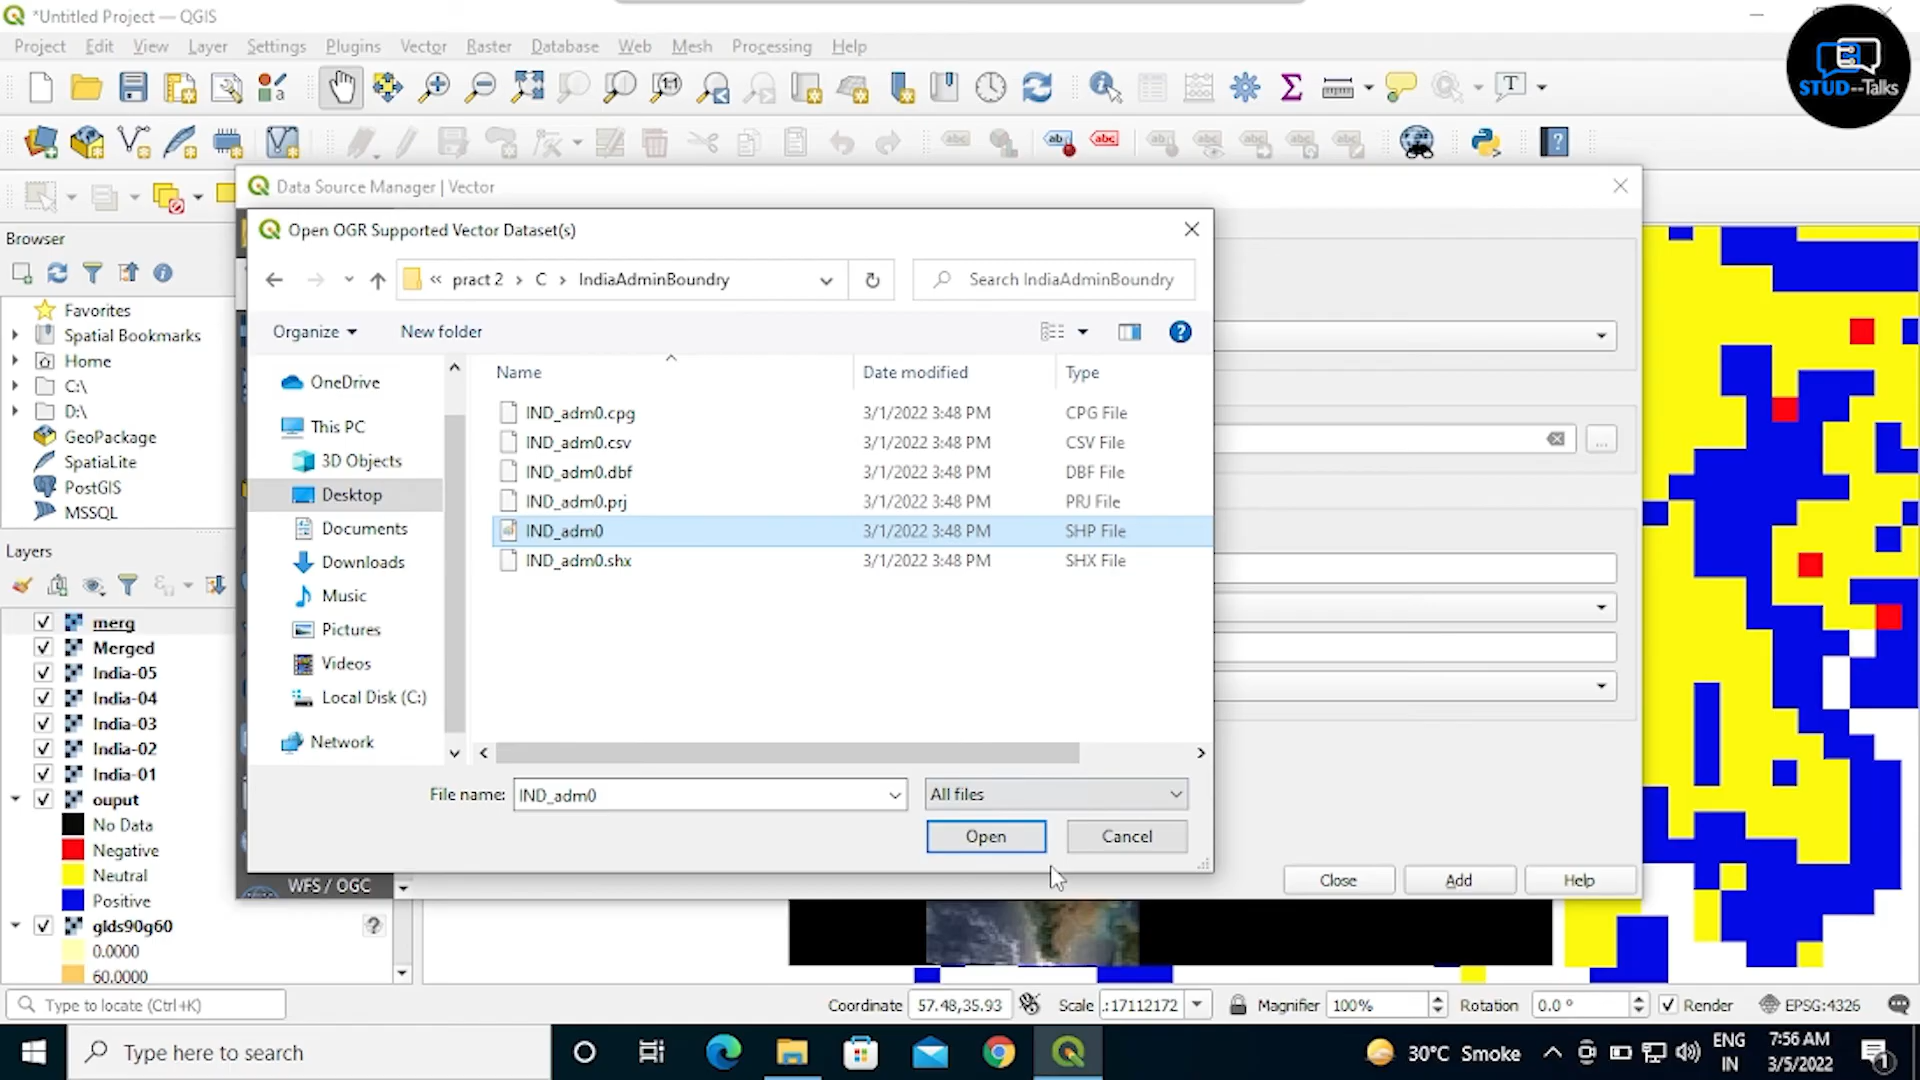 *Untitled Project — QGIS
Project Edit View Layer Settings Plugins Vector Raster Database Web Mesh Processing Help
STUD--Talks
Data Source Manager | Vector
Browser
Favorites
Spatial Bookmarks
Home
C:\
D:\
GeoPackage
SpatiaLite
PostGIS
MSSQL
Open OGR Supported Vector Dataset(s)
« pract 2 › C › IndiaAdminBoundry
Search IndiaAdminBoundry
Organize New folder
OneDrive
This PC
3D Objects
Desktop
Documents
Downloads
Music
Pictures
Videos
Local Disk (C:)
Network
Name Date modified Type
IND_adm0.cpg 3/1/2022 3:48 PM CPG File
IND_adm0.csv 3/1/2022 3:48 PM CSV File
IND_adm0.dbf 3/1/2022 3:48 PM DBF File
IND_adm0.prj 3/1/2022 3:48 PM PRJ File
IND_adm0 3/1/2022 3:48 PM SHP File
IND_adm0.shx 3/1/2022 3:48 PM SHX File
File name: IND_adm0 All files
Open Cancel
WFS / OGC
...
Close Add Help
Layers
merg
Merged
India-05
India-04
India-03
India-02
India-01
ouput
No Data
Negative
Neutral
Positive
glds90g60 ?
0.0000
60.0000
Type to locate (Ctrl+K) Coordinate 57.48,35.93 Scale .:17112172 Magnifier 100% Rotation 0.0 ° Render EPSG:4326
Type here to search
30°C Smoke
ENG
IN
7:56 AM
3/5/2022
1